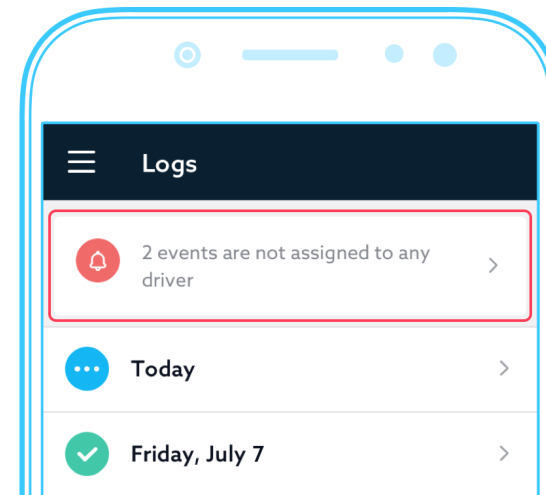 Logs
2 events are not assigned to any
driver
Today
Friday, July 7